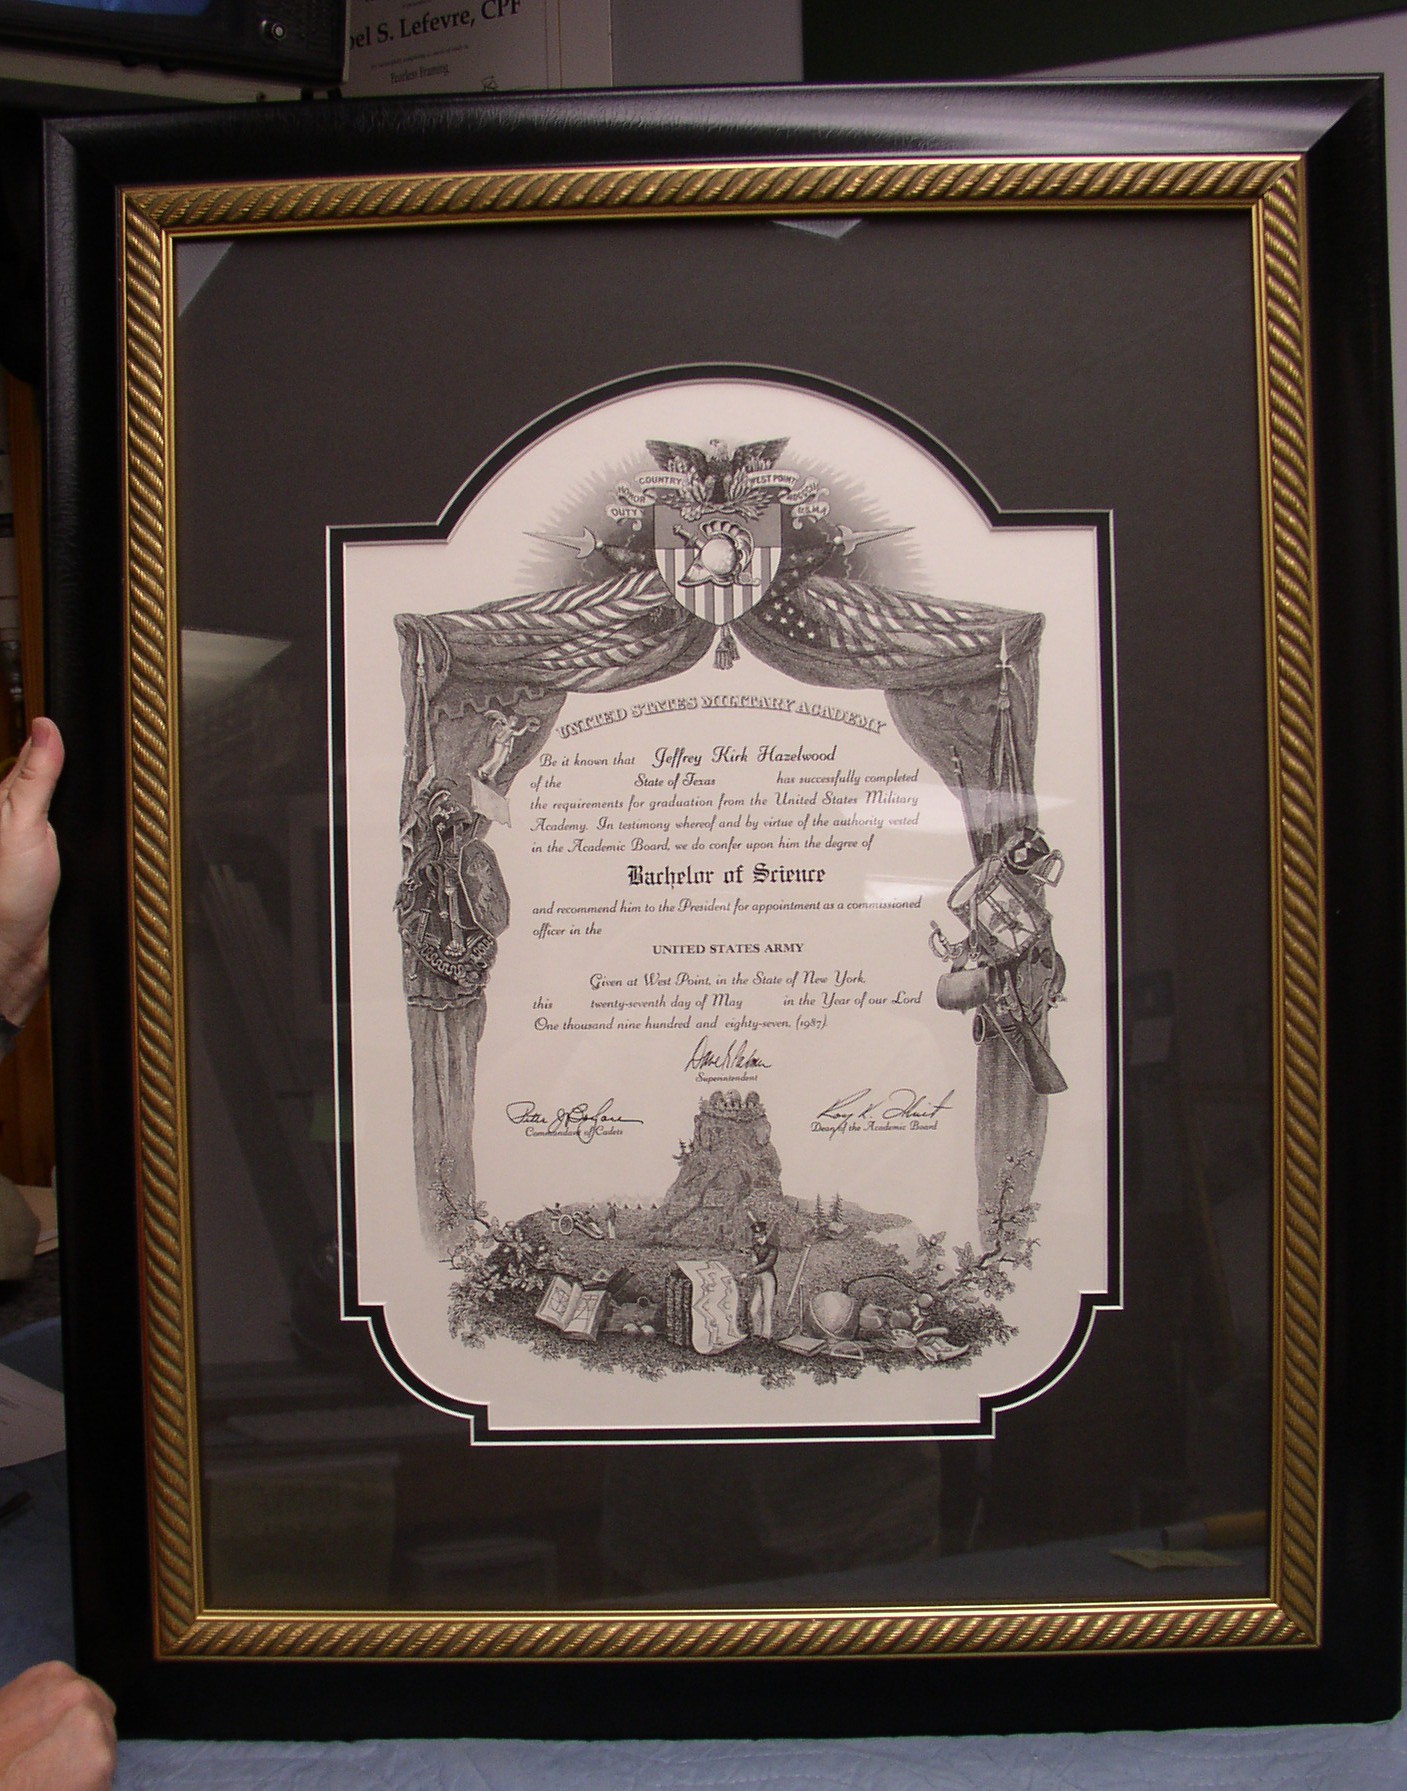 el S. Lefevre, CPF
Fearless Framing
DUTY HONOR COUNTRY WEST POINT MDCCCII U.S.M.A
UNITED STATES MILITARY ACADEMY
Be it known that Jeffrey Kirk Hazelwood
of the State of Texas has successfully completed
the requirements for graduation from the United States Military
Academy. In testimony whereof and by virtue of the authority vested
in the Academic Board, we do confer upon him the degree of
Bachelor of Science
and recommend him to the President for appointment as a commissioned
officer in the
UNITED STATES ARMY
Given at West Point, in the State of New York,
this twenty-seventh day of May in the Year of our Lord
One thousand nine hundred and eighty-seven, (1987).
Superintendent
Commandant of Cadets
Dean of the Academic Board